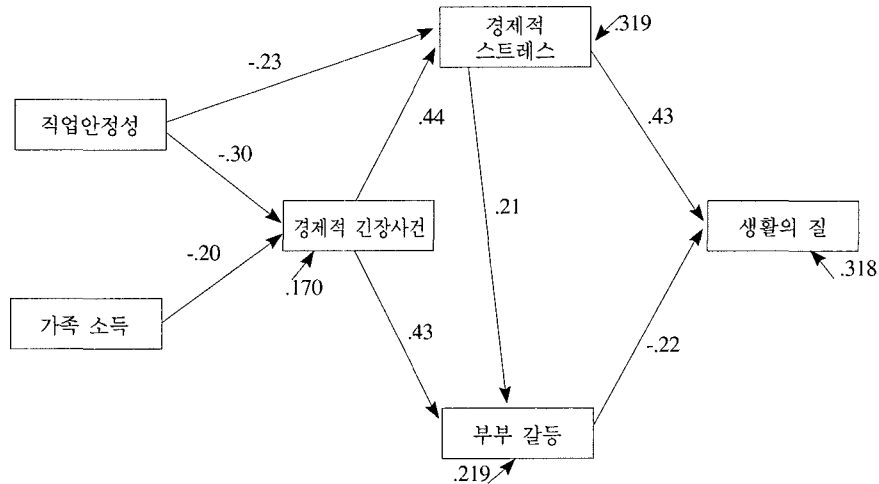 경제적
스트레스
.319
-.23
직업안정성
.44
.43
-.30
.21
경제적 긴장사건
생활의 질
-.20
.170
.318
가족 소득
.43
-.22
부부 갈등
.219